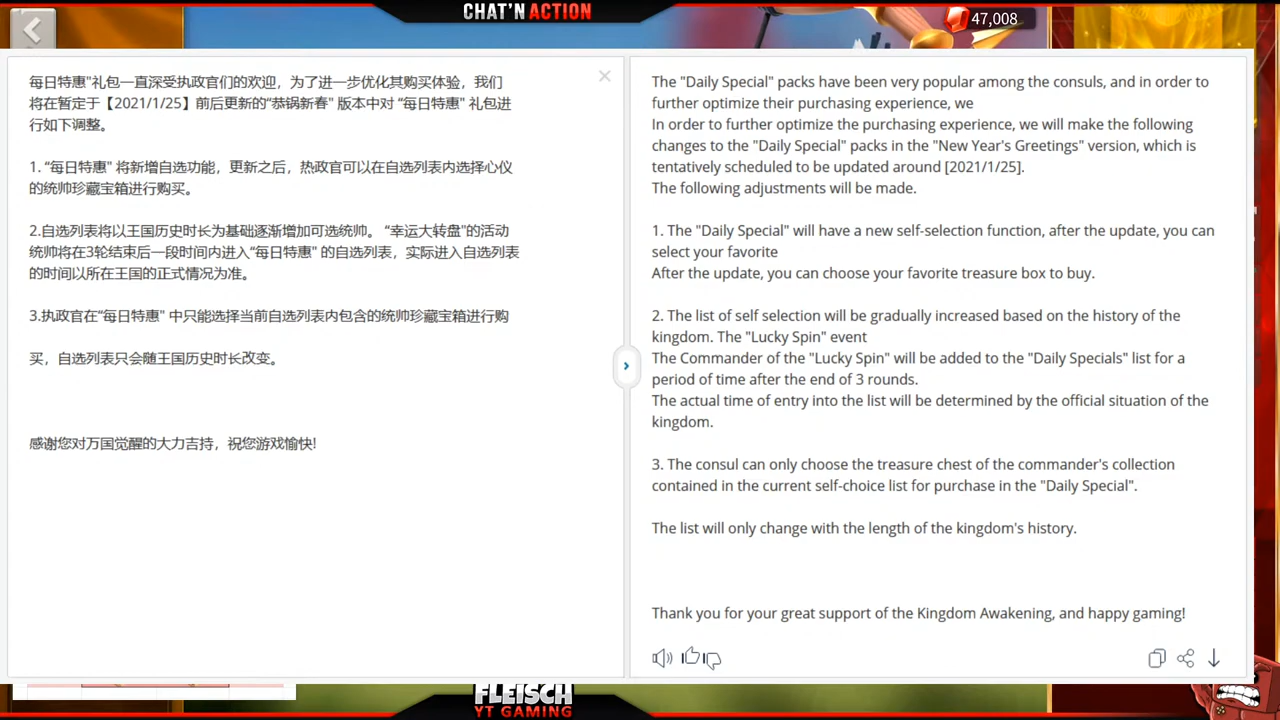 CHAT'N ACTION
47,008
每日特惠"礼包一直深受执政官们的欢迎，为了进一步优化其购买体验，我们
将在暂定于【2021/1/25】前后更新的“恭锅新春” 版本中对 “每日特惠” 礼包进
行如下调整。
1. “每日特惠” 将新增自选功能，更新之后，热政官可以在自选列表内选择心仪
的统帅珍藏宝箱进行购买。
2.自选列表将以王国历史时长为基础逐渐增加可选统帅。 “幸运大转盘”的活动
统帅将在3轮结束后一段时间内进入“每日特惠” 的自选列表，实际进入自选列表
的时间以所在王国的正式情况为准。
3.执政官在“每日特惠” 中只能选择当前自选列表内包含的统帅珍藏宝箱进行购
买，自选列表只会随王国历史时长改变。
感谢您对万国觉醒的大力吉持，祝您游戏愉快!
The "Daily Special" packs have been very popular among the consuls, and in order to
further optimize their purchasing experience, we
In order to further optimize the purchasing experience, we will make the following
changes to the "Daily Special" packs in the "New Year's Greetings" version, which is
tentatively scheduled to be updated around [2021/1/25].
The following adjustments will be made.
1. The "Daily Special" will have a new self-selection function, after the update, you can
select your favorite
After the update, you can choose your favorite treasure box to buy.
2. The list of self selection will be gradually increased based on the history of the
kingdom. The "Lucky Spin" event
The Commander of the "Lucky Spin" will be added to the "Daily Specials" list for a
period of time after the end of 3 rounds.
The actual time of entry into the list will be determined by the official situation of the
kingdom.
3. The consul can only choose the treasure chest of the commander's collection
contained in the current self-choice list for purchase in the "Daily Special".
The list will only change with the length of the kingdom's history.
Thank you for your great support of the Kingdom Awakening, and happy gaming!
FLEISCH
YT GAMING